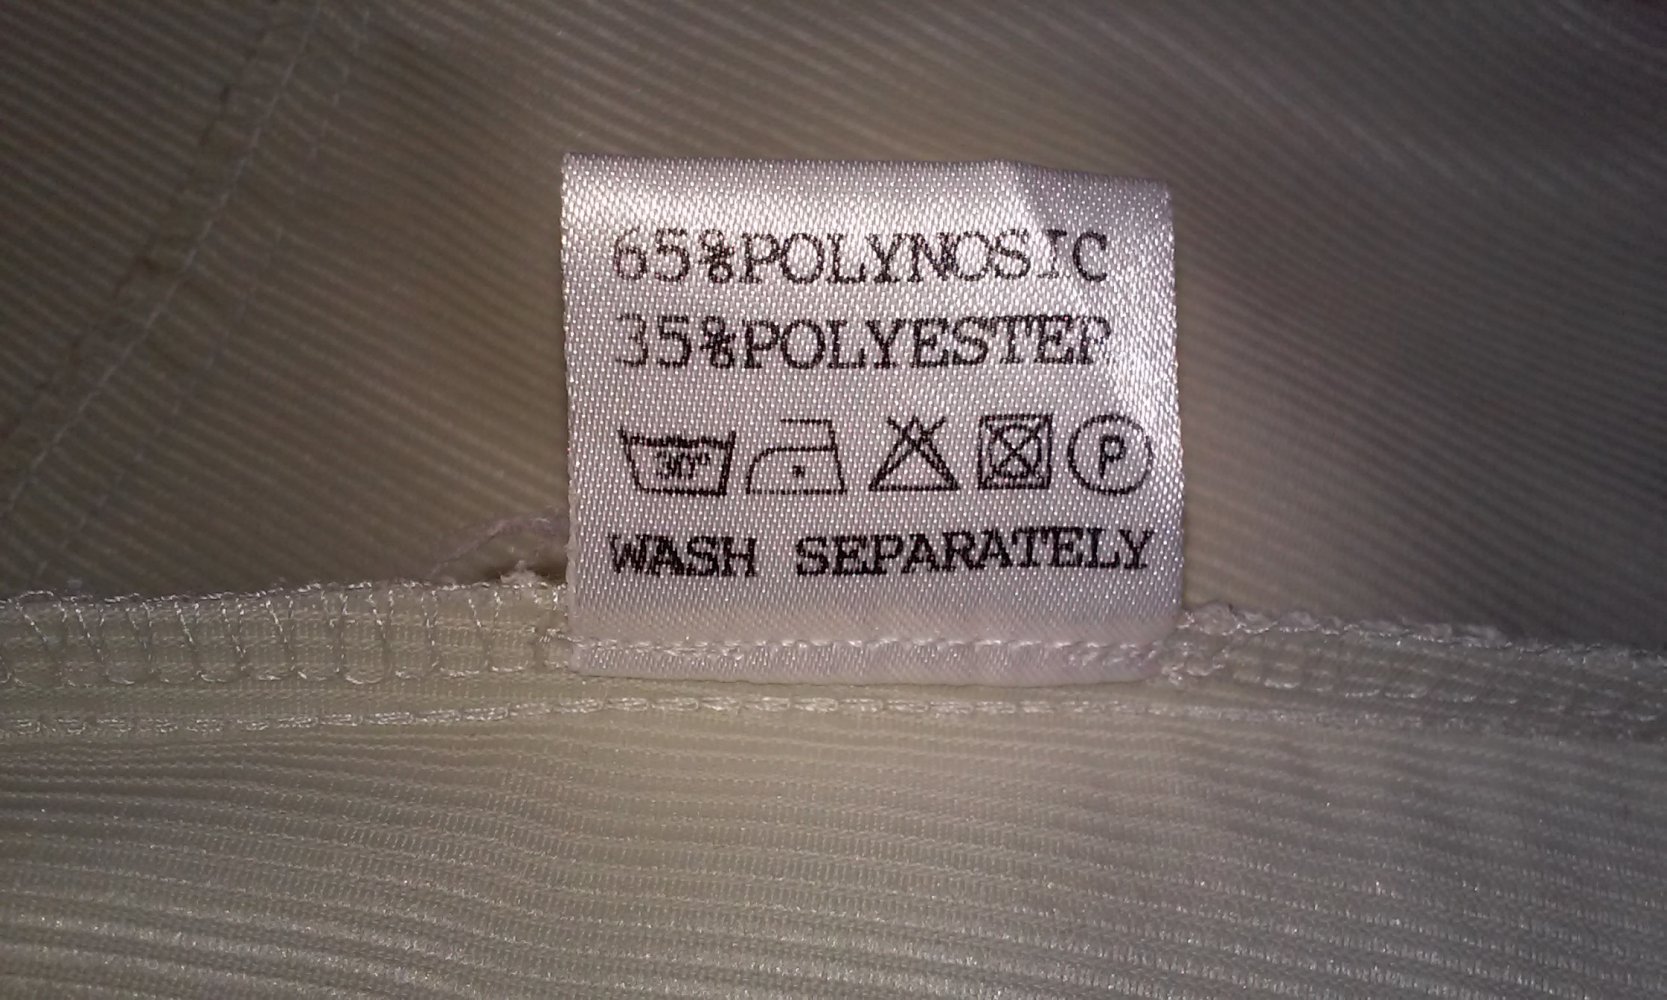 65%POLYNOSIC
35%POLYESTER
30° P
WASH SEPARATELY